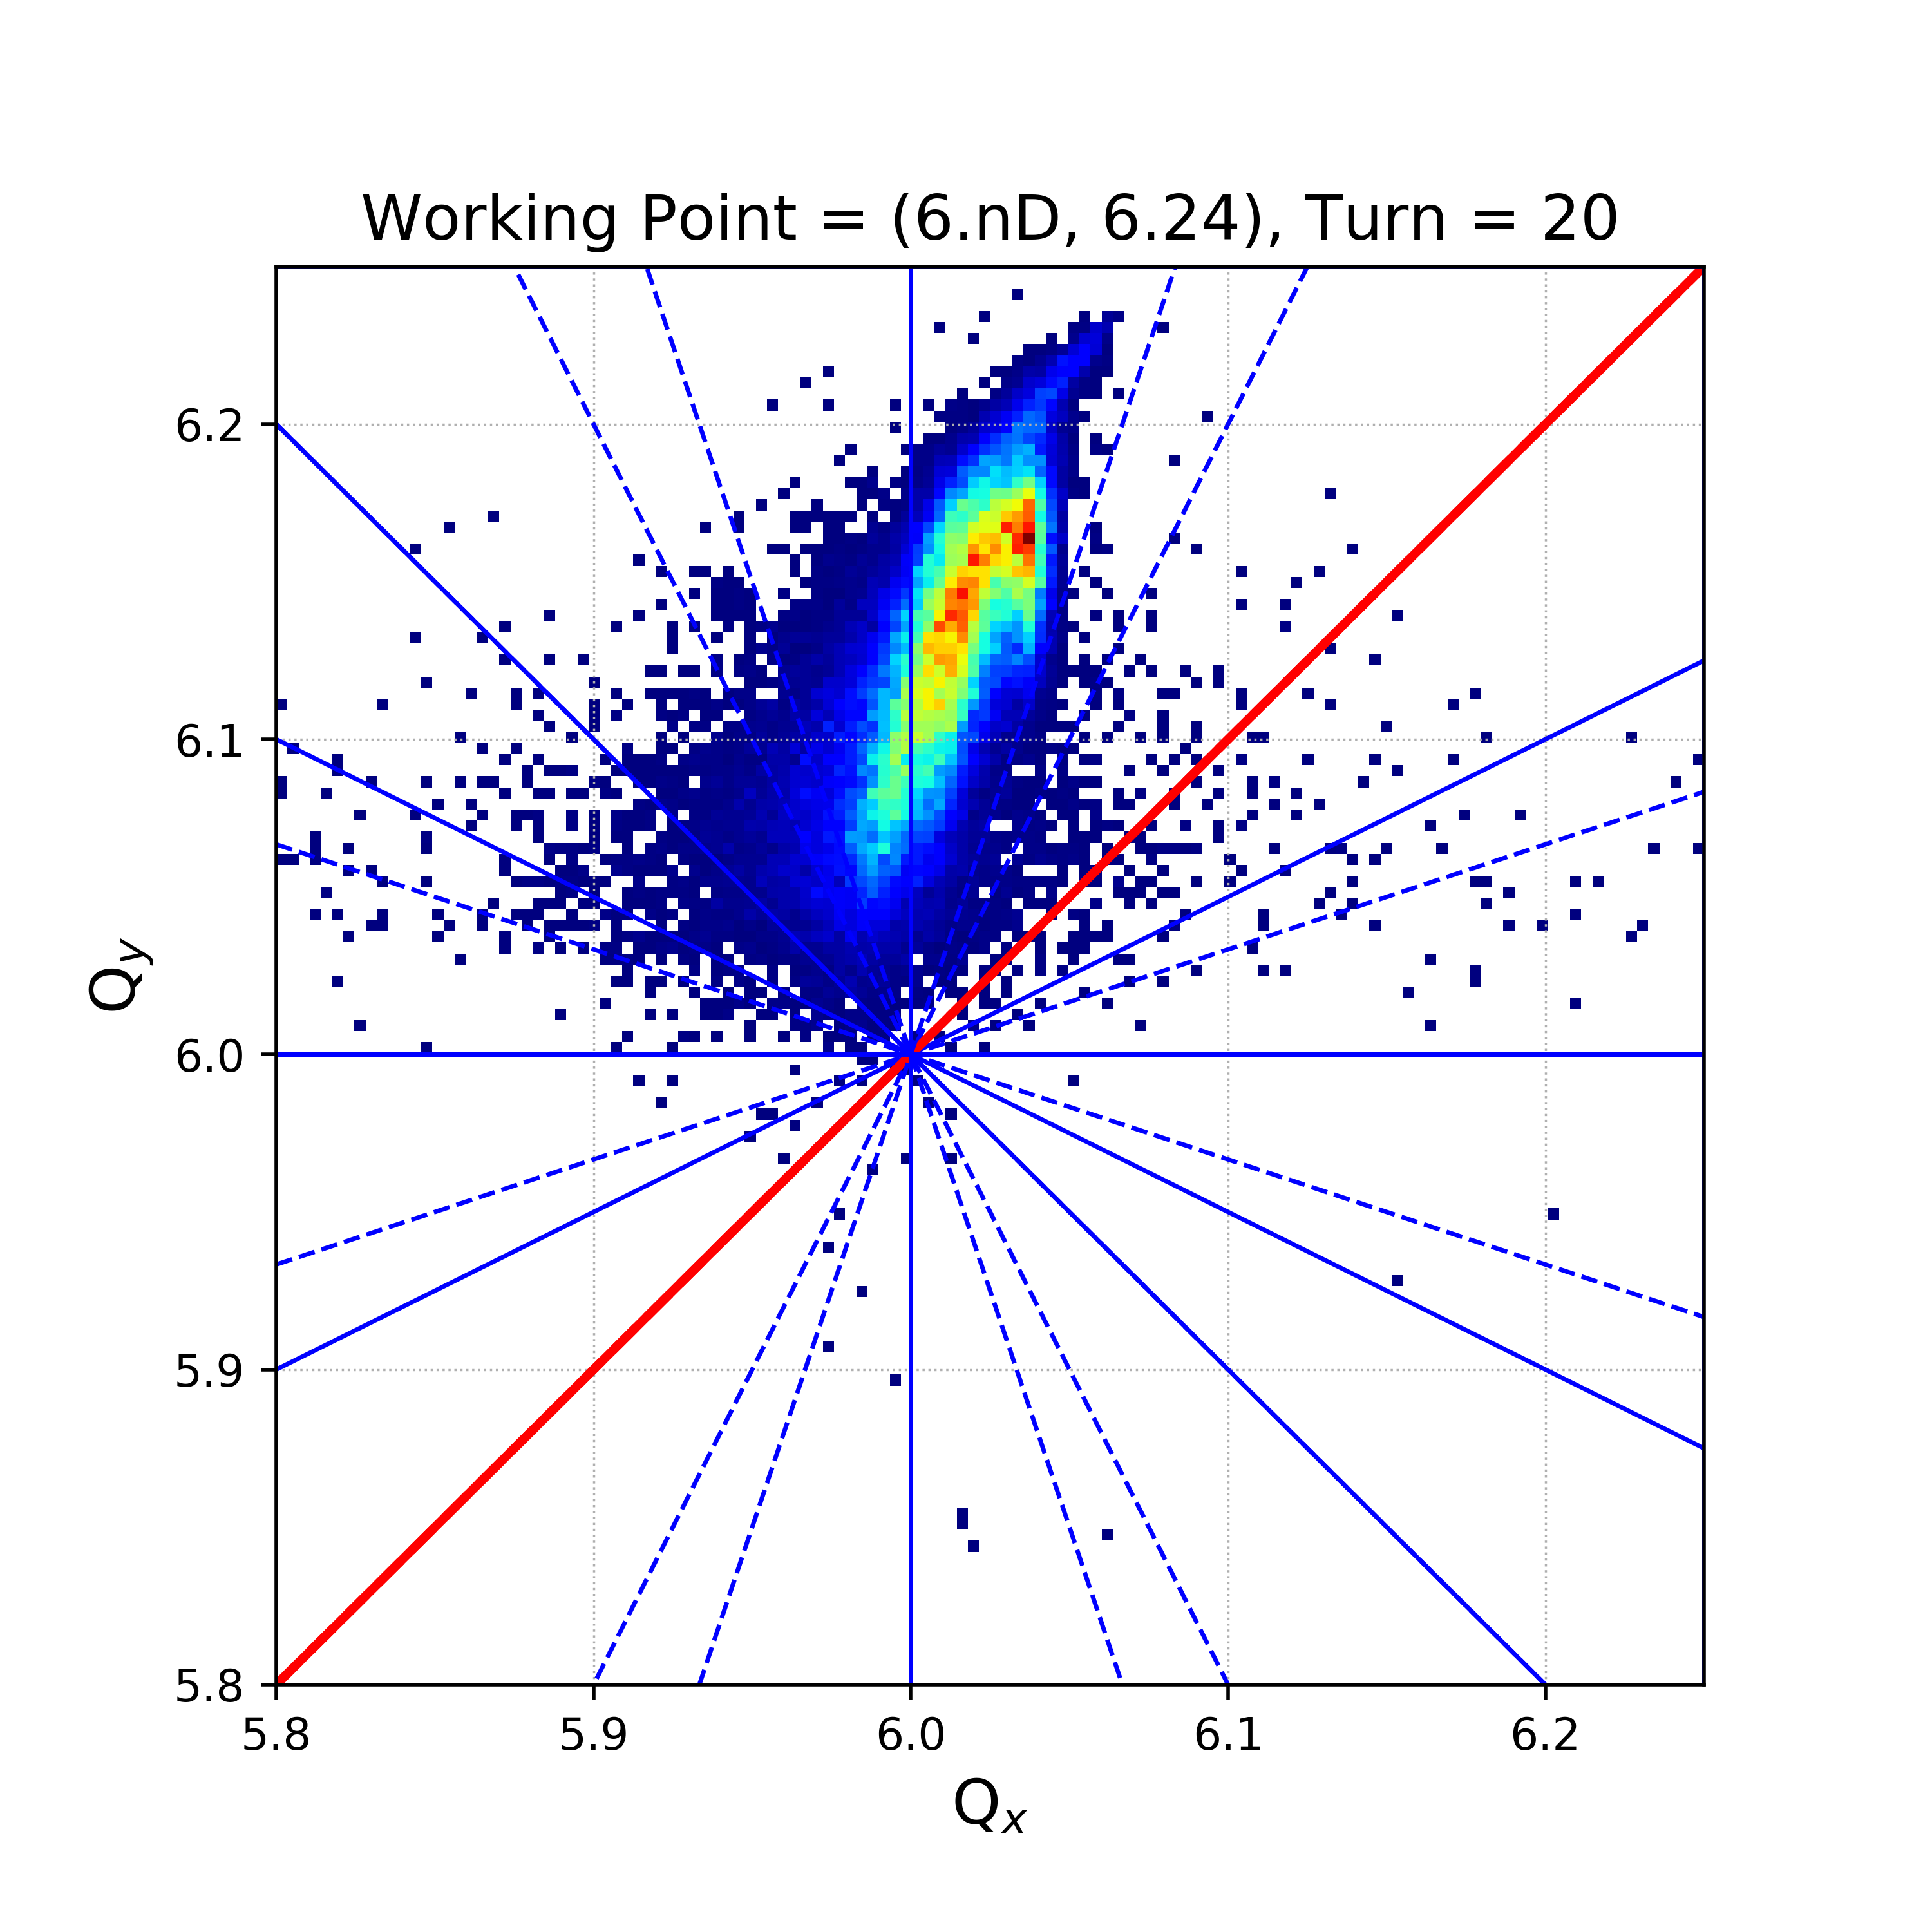 Working Point = (6.nD, 6.24), Turn = 20
6.2
6.1
6.0
5.9
5.8
Qy
5.8 5.9 6.0 6.1 6.2
Qx